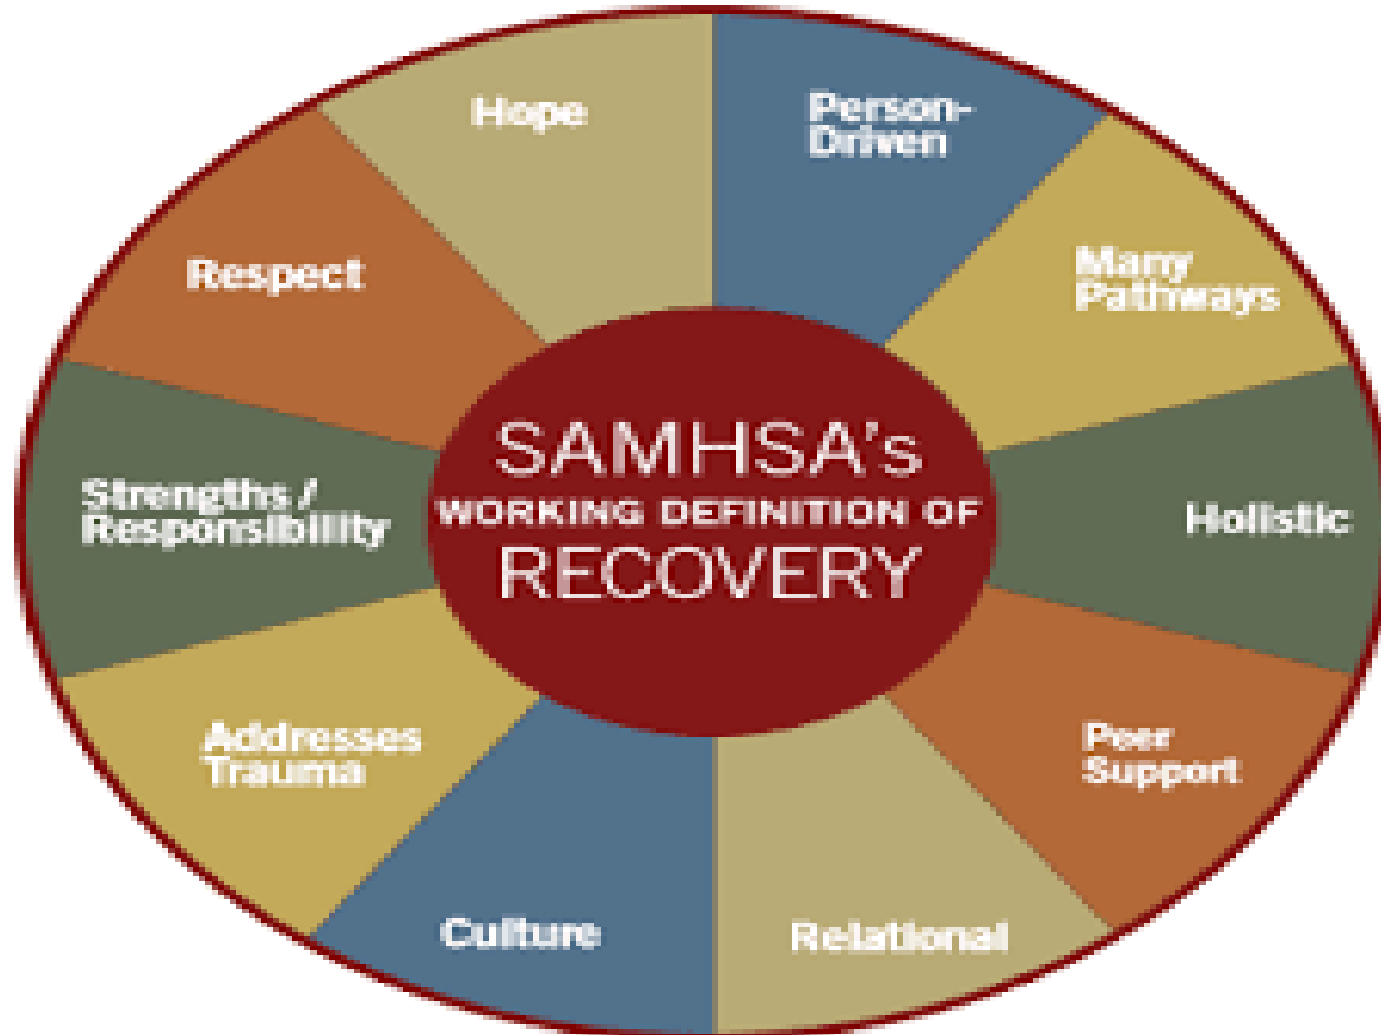 Hope
Person-
Driven
Respect
Many
Pathways
SAMHSA's
WORKING DEFINITION OF
RECOVERY
Strengths /
Responsibility
Holistic
Addresses
Trauma
Peer
Support
Culture
Relational